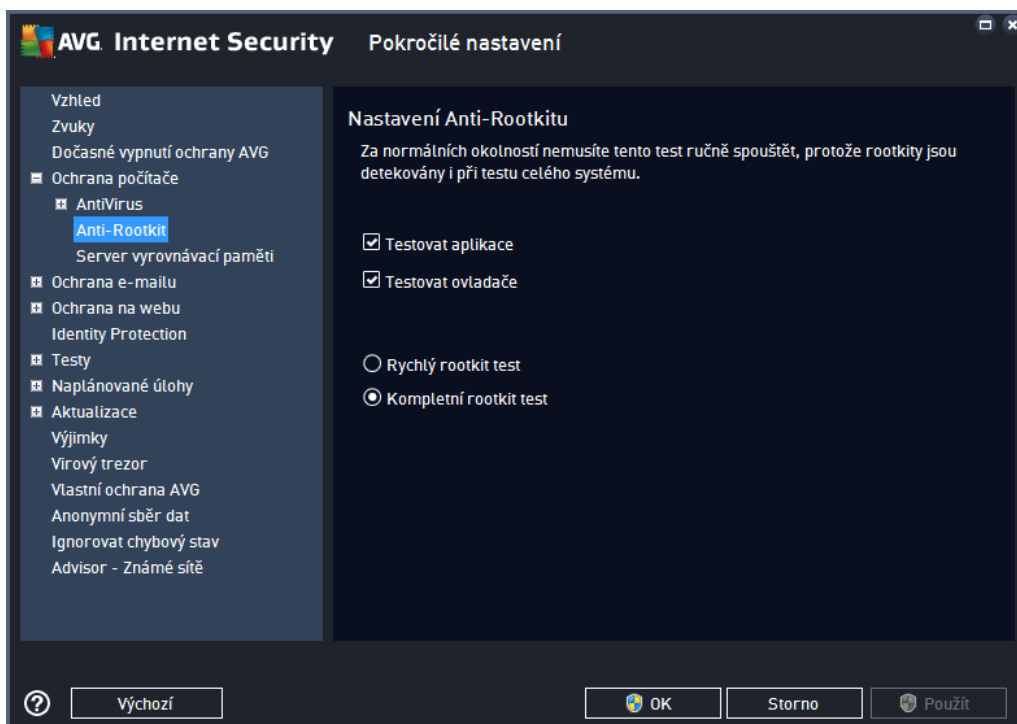 AVG. Internet Security Pokročilé nastavení
Vzhled
Zvuky
Dočasné vypnutí ochrany AVG
Ochrana počítače
AntiVirus
Anti-Rootkit
Server vyrovnávací paměti
Ochrana e-mailu
Ochrana na webu
Identity Protection
Testy
Naplánované úlohy
Aktualizace
Výjimky
Virový trezor
Vlastní ochrana AVG
Anonymní sběr dat
Ignorovat chybový stav
Advisor - Známé sítě
Nastavení Anti-Rootkitu
Za normálních okolností nemusíte tento test ručně spouštět, protože rootkity jsou
detekovány i při testu celého systému.
Testovat aplikace
Testovat ovladače
Rychlý rootkit test
Kompletní rootkit test
? Výchozí OK Storno Použít